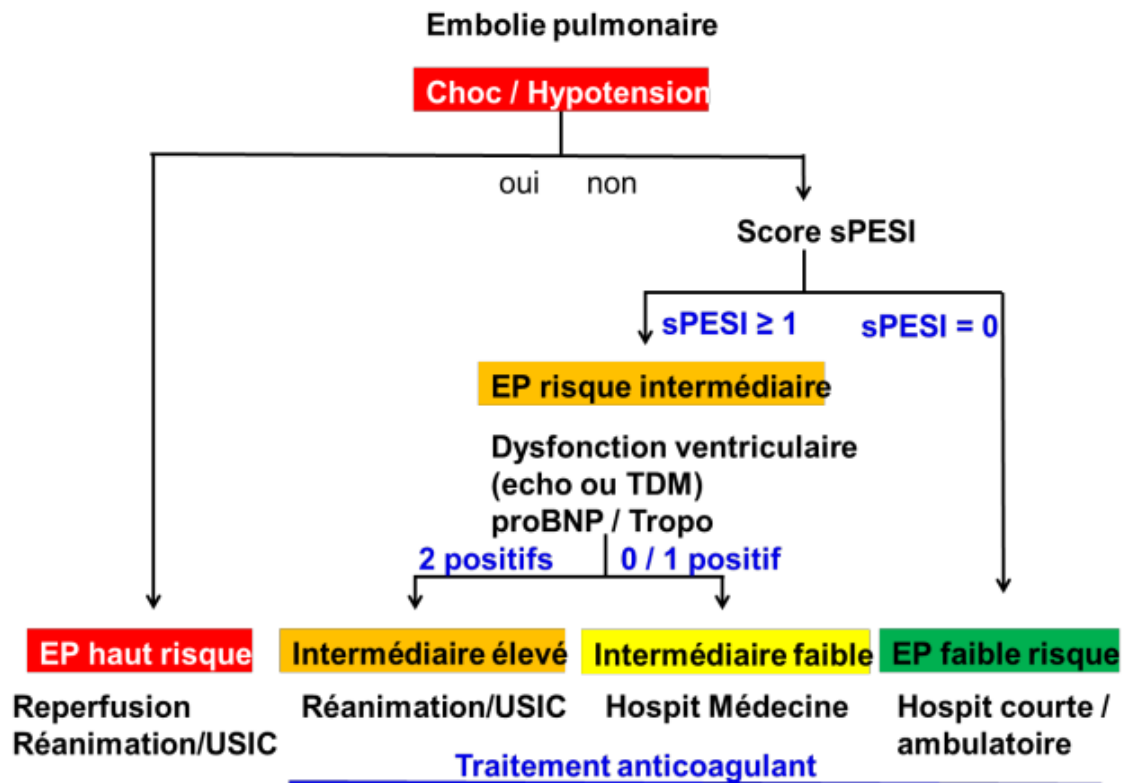 Embolie pulmonaire
Choc / Hypotension
oui non
Score sPESI
sPESI ≥ 1 sPESI = 0
EP risque intermédiaire
Dysfonction ventriculaire
(echo ou TDM)
proBNP / Tropo
2 positifs 0 / 1 positif
EP haut risque Intermédiaire élevé Intermédiaire faible EP faible risque
Reperfusion
Réanimation/USIC
Réanimation/USIC
Hospit Médecine
Hospit courte /
ambulatoire
Traitement anticoagulant